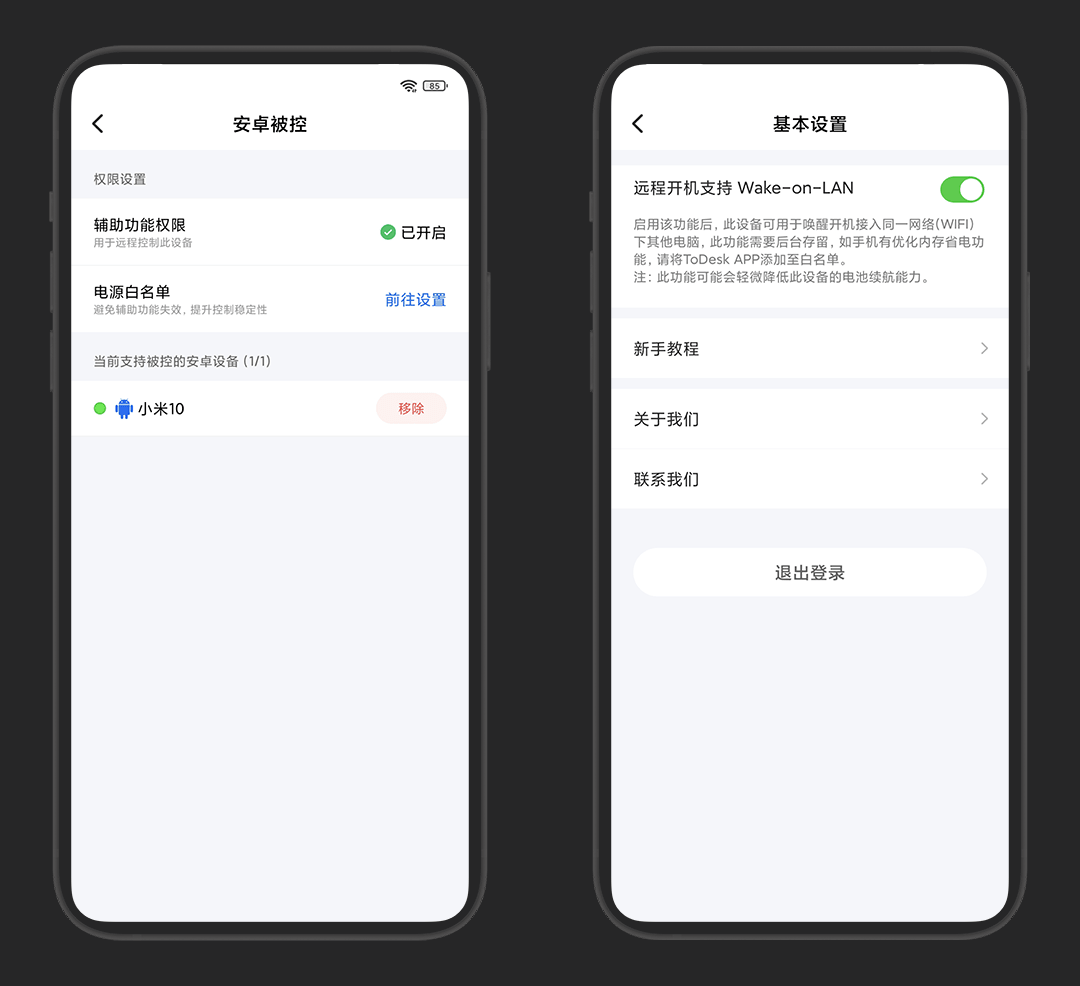 85
安卓被控
权限设置
辅助功能权限
用于远程控制此设备
已开启
电源白名单
避免辅助功能失效，提升控制稳定性
前往设置
当前支持被控的安卓设备 (1/1)
小米10
移除
基本设置
远程开机支持 Wake-on-LAN
启用该功能后，此设备可用于唤醒开机接入同一网络(WIFI)
下其他电脑，此功能需要后台存留，如手机有优化内存省电功
能，请将ToDesk APP添加至白名单。
注：此功能可能会轻微降低此设备的电池续航能力。
新手教程
关于我们
联系我们
退出登录